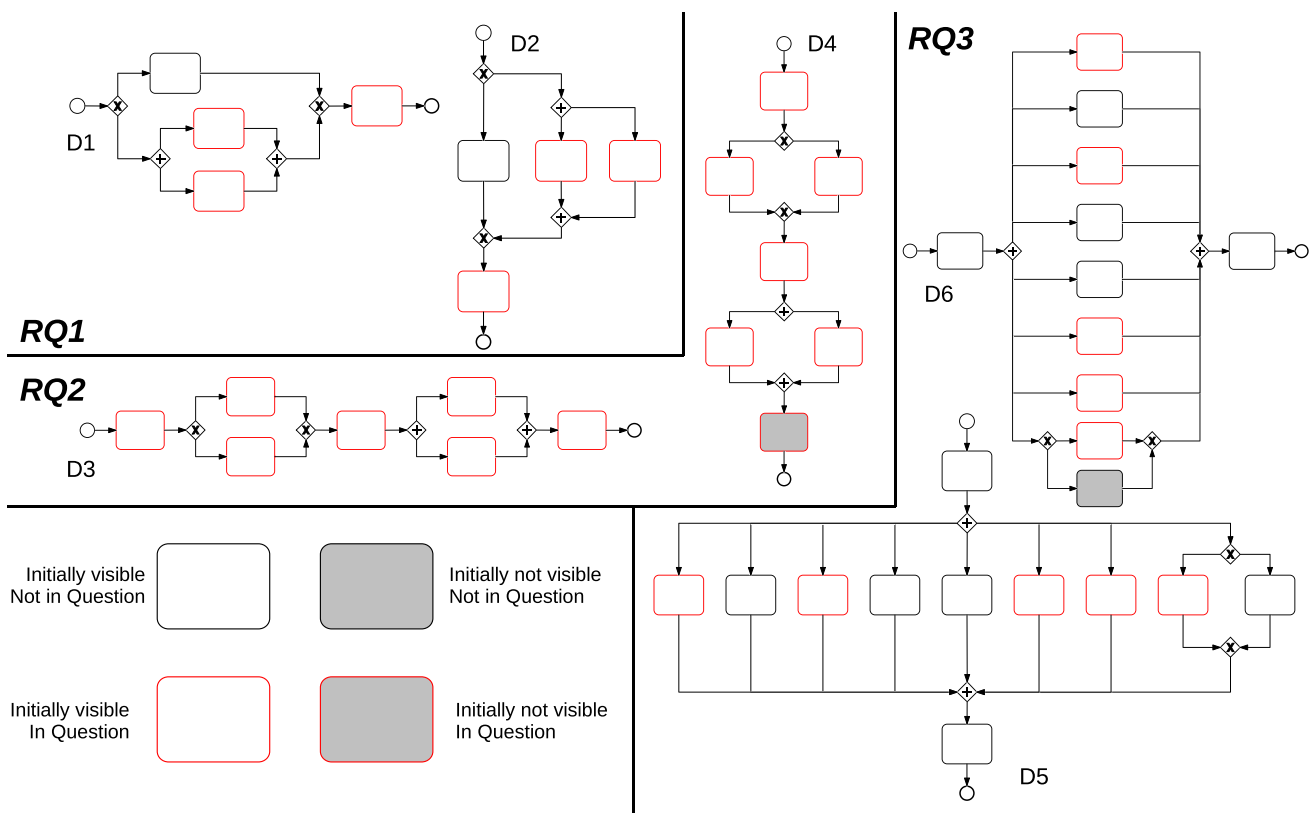 D1
D2
RQ1
D4
RQ3
D6
RQ2
D3
Initially visible
Not in Question
Initially not visible
Not in Question
Initially visible
In Question
Initially not visible
In Question
D5